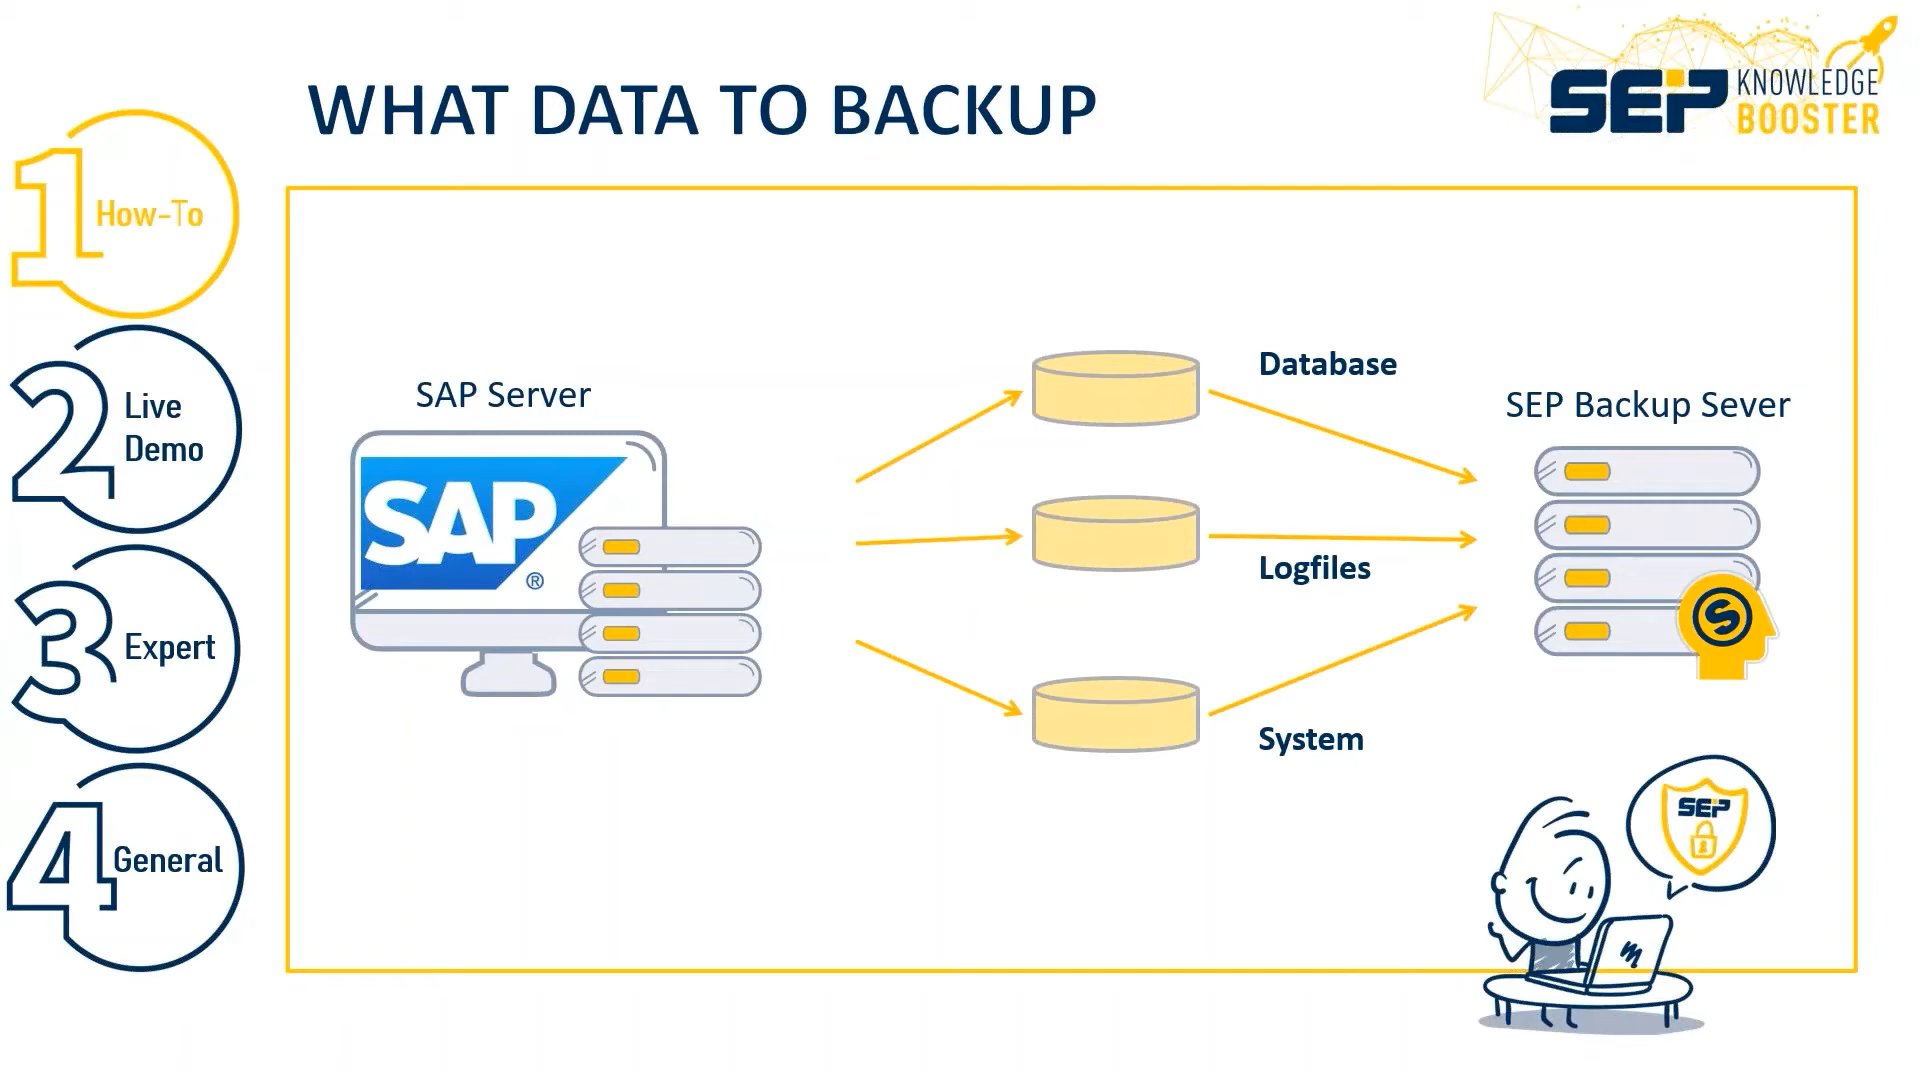 WHAT DATA TO BACKUP
SEP KNOWLEDGE
BOOSTER
1 How-To
2 Live
Demo
3 Expert
4 General
SAP Server
SAP
®
Database
Logfiles
System
SEP Backup Sever
S
SEP